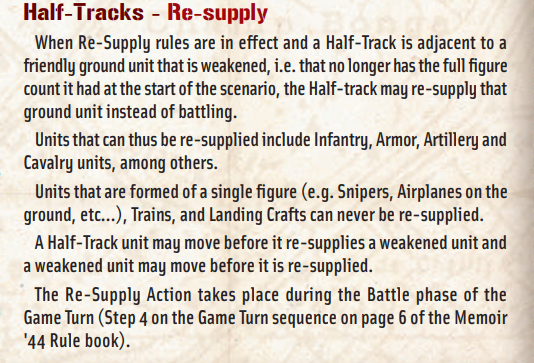 Half-Tracks - Re-supply
When Re-Supply rules are in effect and a Half-Track is adjacent to a
friendly ground unit that is weakened, i.e. that no longer has the full figure
count it had at the start of the scenario, the Half-track may re-supply that
ground unit instead of battling.
Units that can thus be re-supplied include Infantry, Armor, Artillery and
Cavalry units, among others.
Units that are formed of a single figure (e.g. Snipers, Airplanes on the
ground, etc...), Trains, and Landing Crafts can never be re-supplied.
A Half-Track unit may move before it re-supplies a weakened unit and
a weakened unit may move before it is re-supplied.
The Re-Supply Action takes place during the Battle phase of the
Game Turn (Step 4 on the Game Turn sequence on page 6 of the Memoir
'44 Rule book).